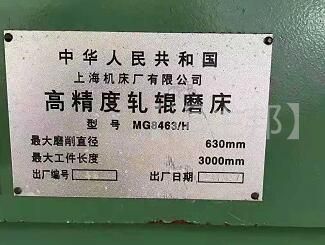 中华人民共和国
上海机床厂有限公司
高精度轧辊磨床
型号 MG8463/H
最大磨削直径 630mm
最大工件长度 3000mm
出厂编号 出厂日期